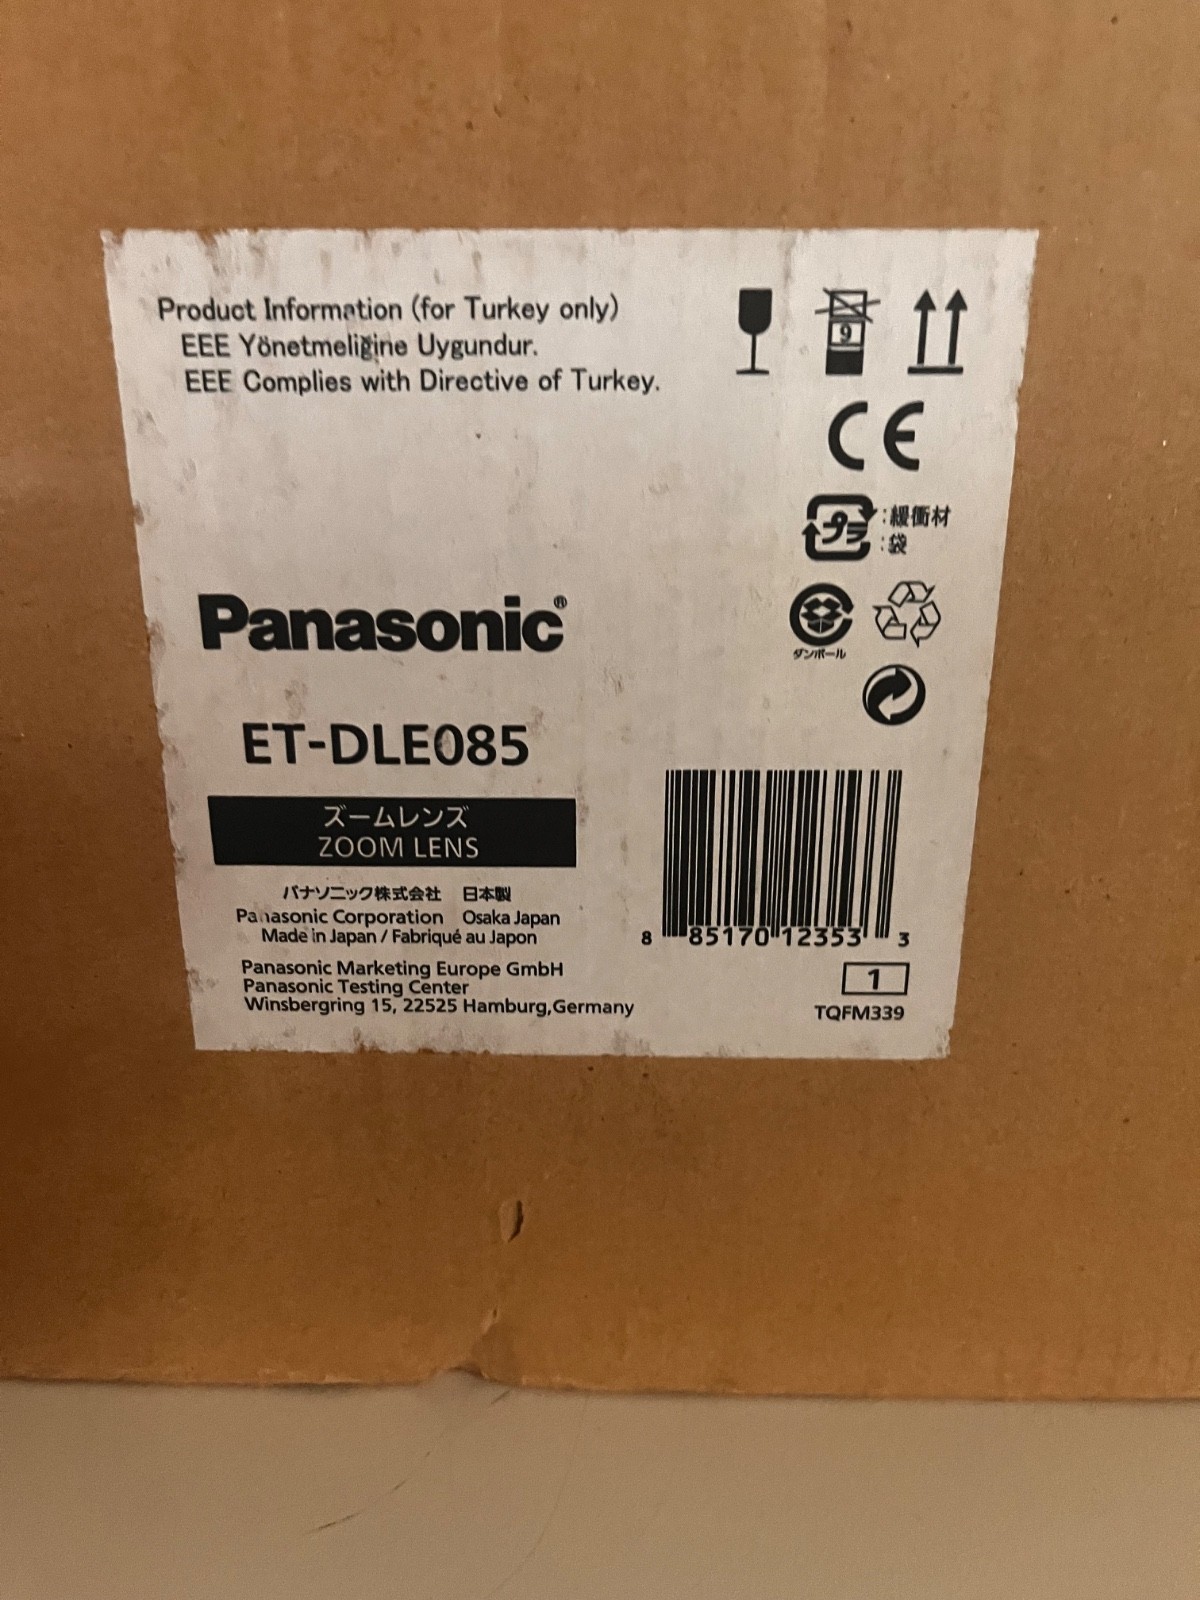 Product Information (for Turkey only)
EEE Yönetmeliğine Uygundur.
EEE Complies with Directive of Turkey.
9
CE
プラ :緩衝材
:袋
ダンボール
Panasonic®
ET-DLE085
ズームレンズ
ZOOM LENS
パナソニック株式会社 日本製
Panasonic Corporation Osaka Japan
Made in Japan / Fabriqué au Japon
Panasonic Marketing Europe GmbH
Panasonic Testing Center
Winsbergring 15, 22525 Hamburg,Germany
8 85170 12353 3
1
TQFM339